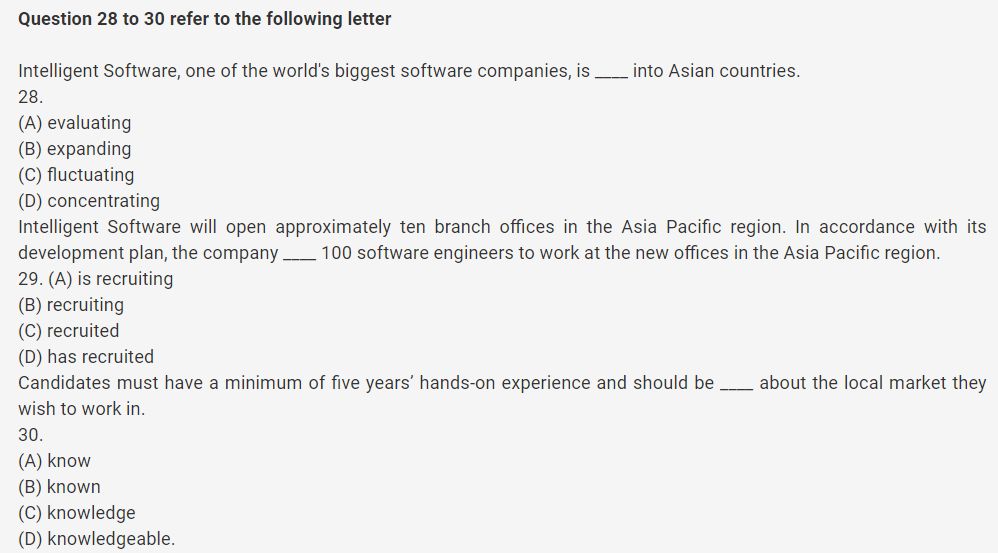 Question 28 to 30 refer to the following letter
Intelligent Software, one of the world's biggest software companies, is ____ into Asian countries.
28.
(A) evaluating
(B) expanding
(C) fluctuating
(D) concentrating
Intelligent Software will open approximately ten branch offices in the Asia Pacific region. In accordance with its
development plan, the company ____ 100 software engineers to work at the new offices in the Asia Pacific region.
29. (A) is recruiting
(B) recruiting
(C) recruited
(D) has recruited
Candidates must have a minimum of five years’ hands-on experience and should be ____ about the local market they
wish to work in.
30.
(A) know
(B) known
(C) knowledge
(D) knowledgeable.